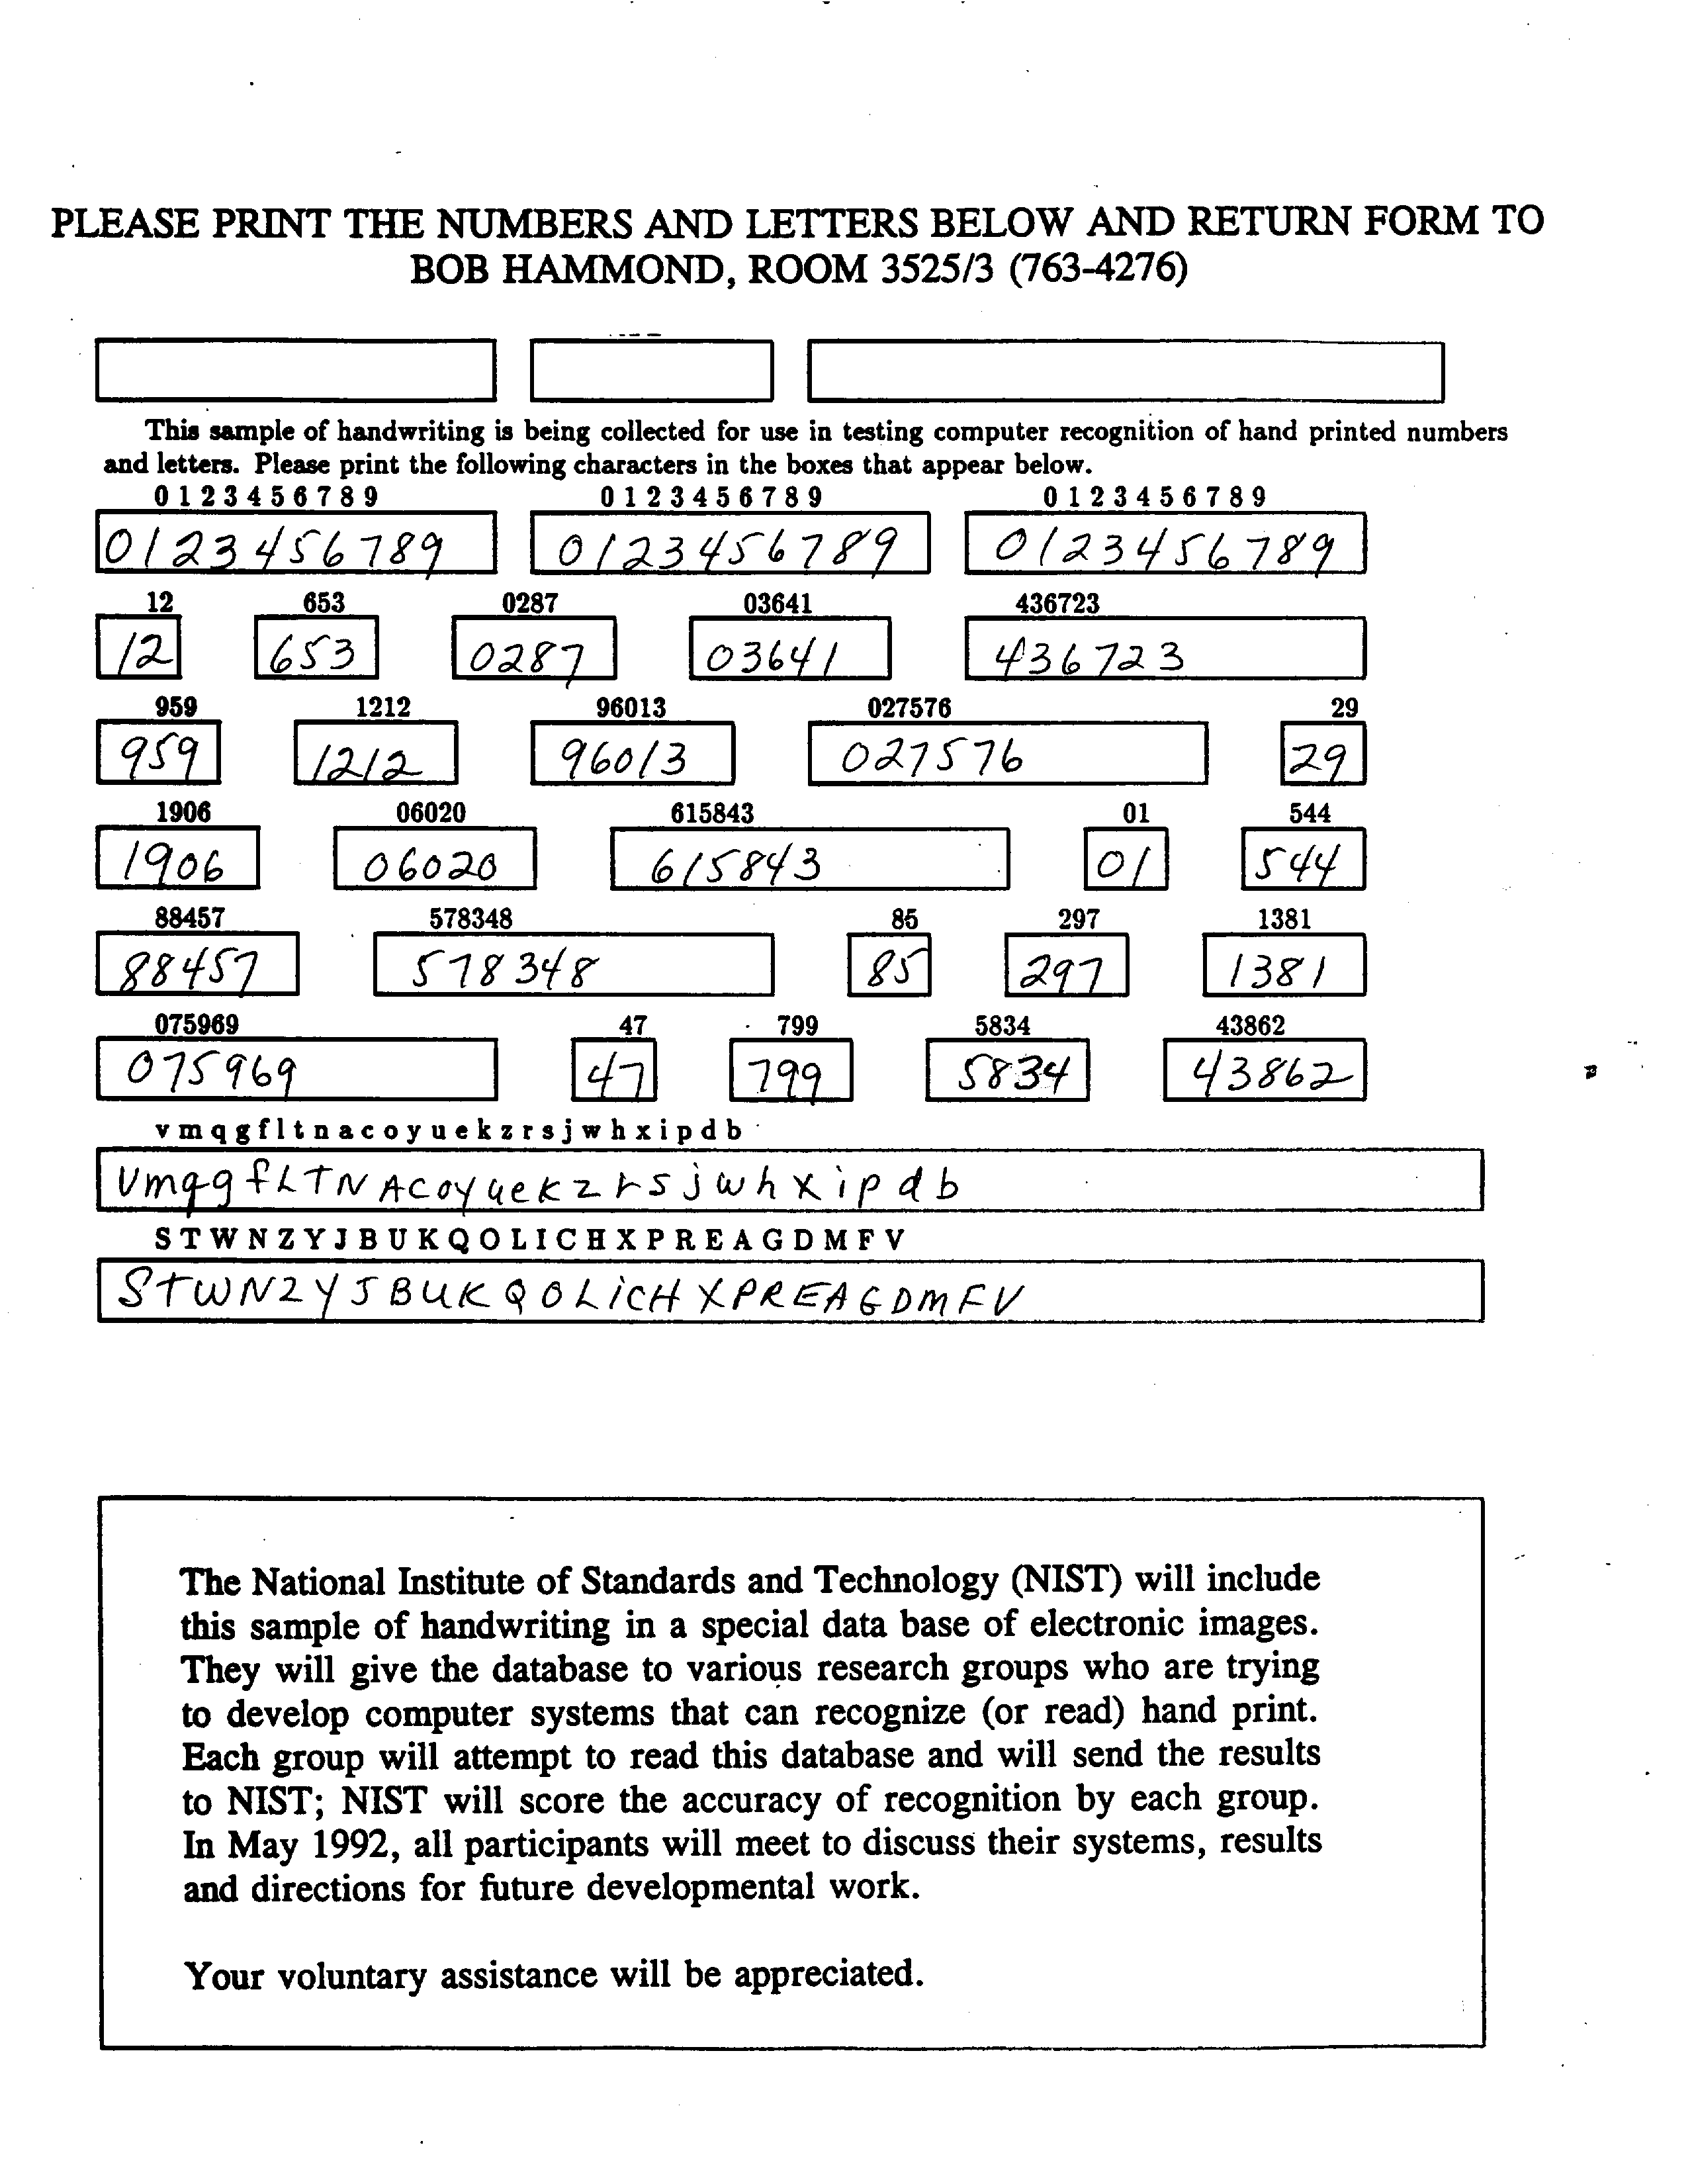 PLEASE PRINT THE NUMBERS AND LETTERS BELOW AND RETURN FORM TO
BOB HAMMOND, ROOM 3525/3 (763-4276)
This sample of handwriting is being collected for use in testing computer recognition of hand printed numbers
and letters. Please print the following characters in the boxes that appear below.
0 1 2 3 4 5 6 7 8 9 0 1 2 3 4 5 6 7 8 9 0 1 2 3 4 5 6 7 8 9
0123456789 0123456789 0123456789
12 653 0287 03641 436723
12 653 0287 03641 436723
959 1212 96013 027576 29
959 1212 96013 027576 29
1906 06020 615843 01 544
1906 06020 615843 01 544
88457 578348 85 297 1381
88457 578348 85 297 1381
075969 47 799 5834 43862
075969 47 799 5834 43862
v m q g f l t n a c o y u e k z r s j w h x i p d b
VmqgfLTNACoyuekzrsjwhxipdb
S T W N Z Y J B U K Q O L I C H X P R E A G D M F V
STWNZYJBUKQOLiCHXPREAGDMFV
The National Institute of Standards and Technology (NIST) will include
this sample of handwriting in a special data base of electronic images.
They will give the database to various research groups who are trying
to develop computer systems that can recognize (or read) hand print.
Each group will attempt to read this database and will send the results
to NIST; NIST will score the accuracy of recognition by each group.
In May 1992, all participants will meet to discuss their systems, results
and directions for future developmental work.
Your voluntary assistance will be appreciated.